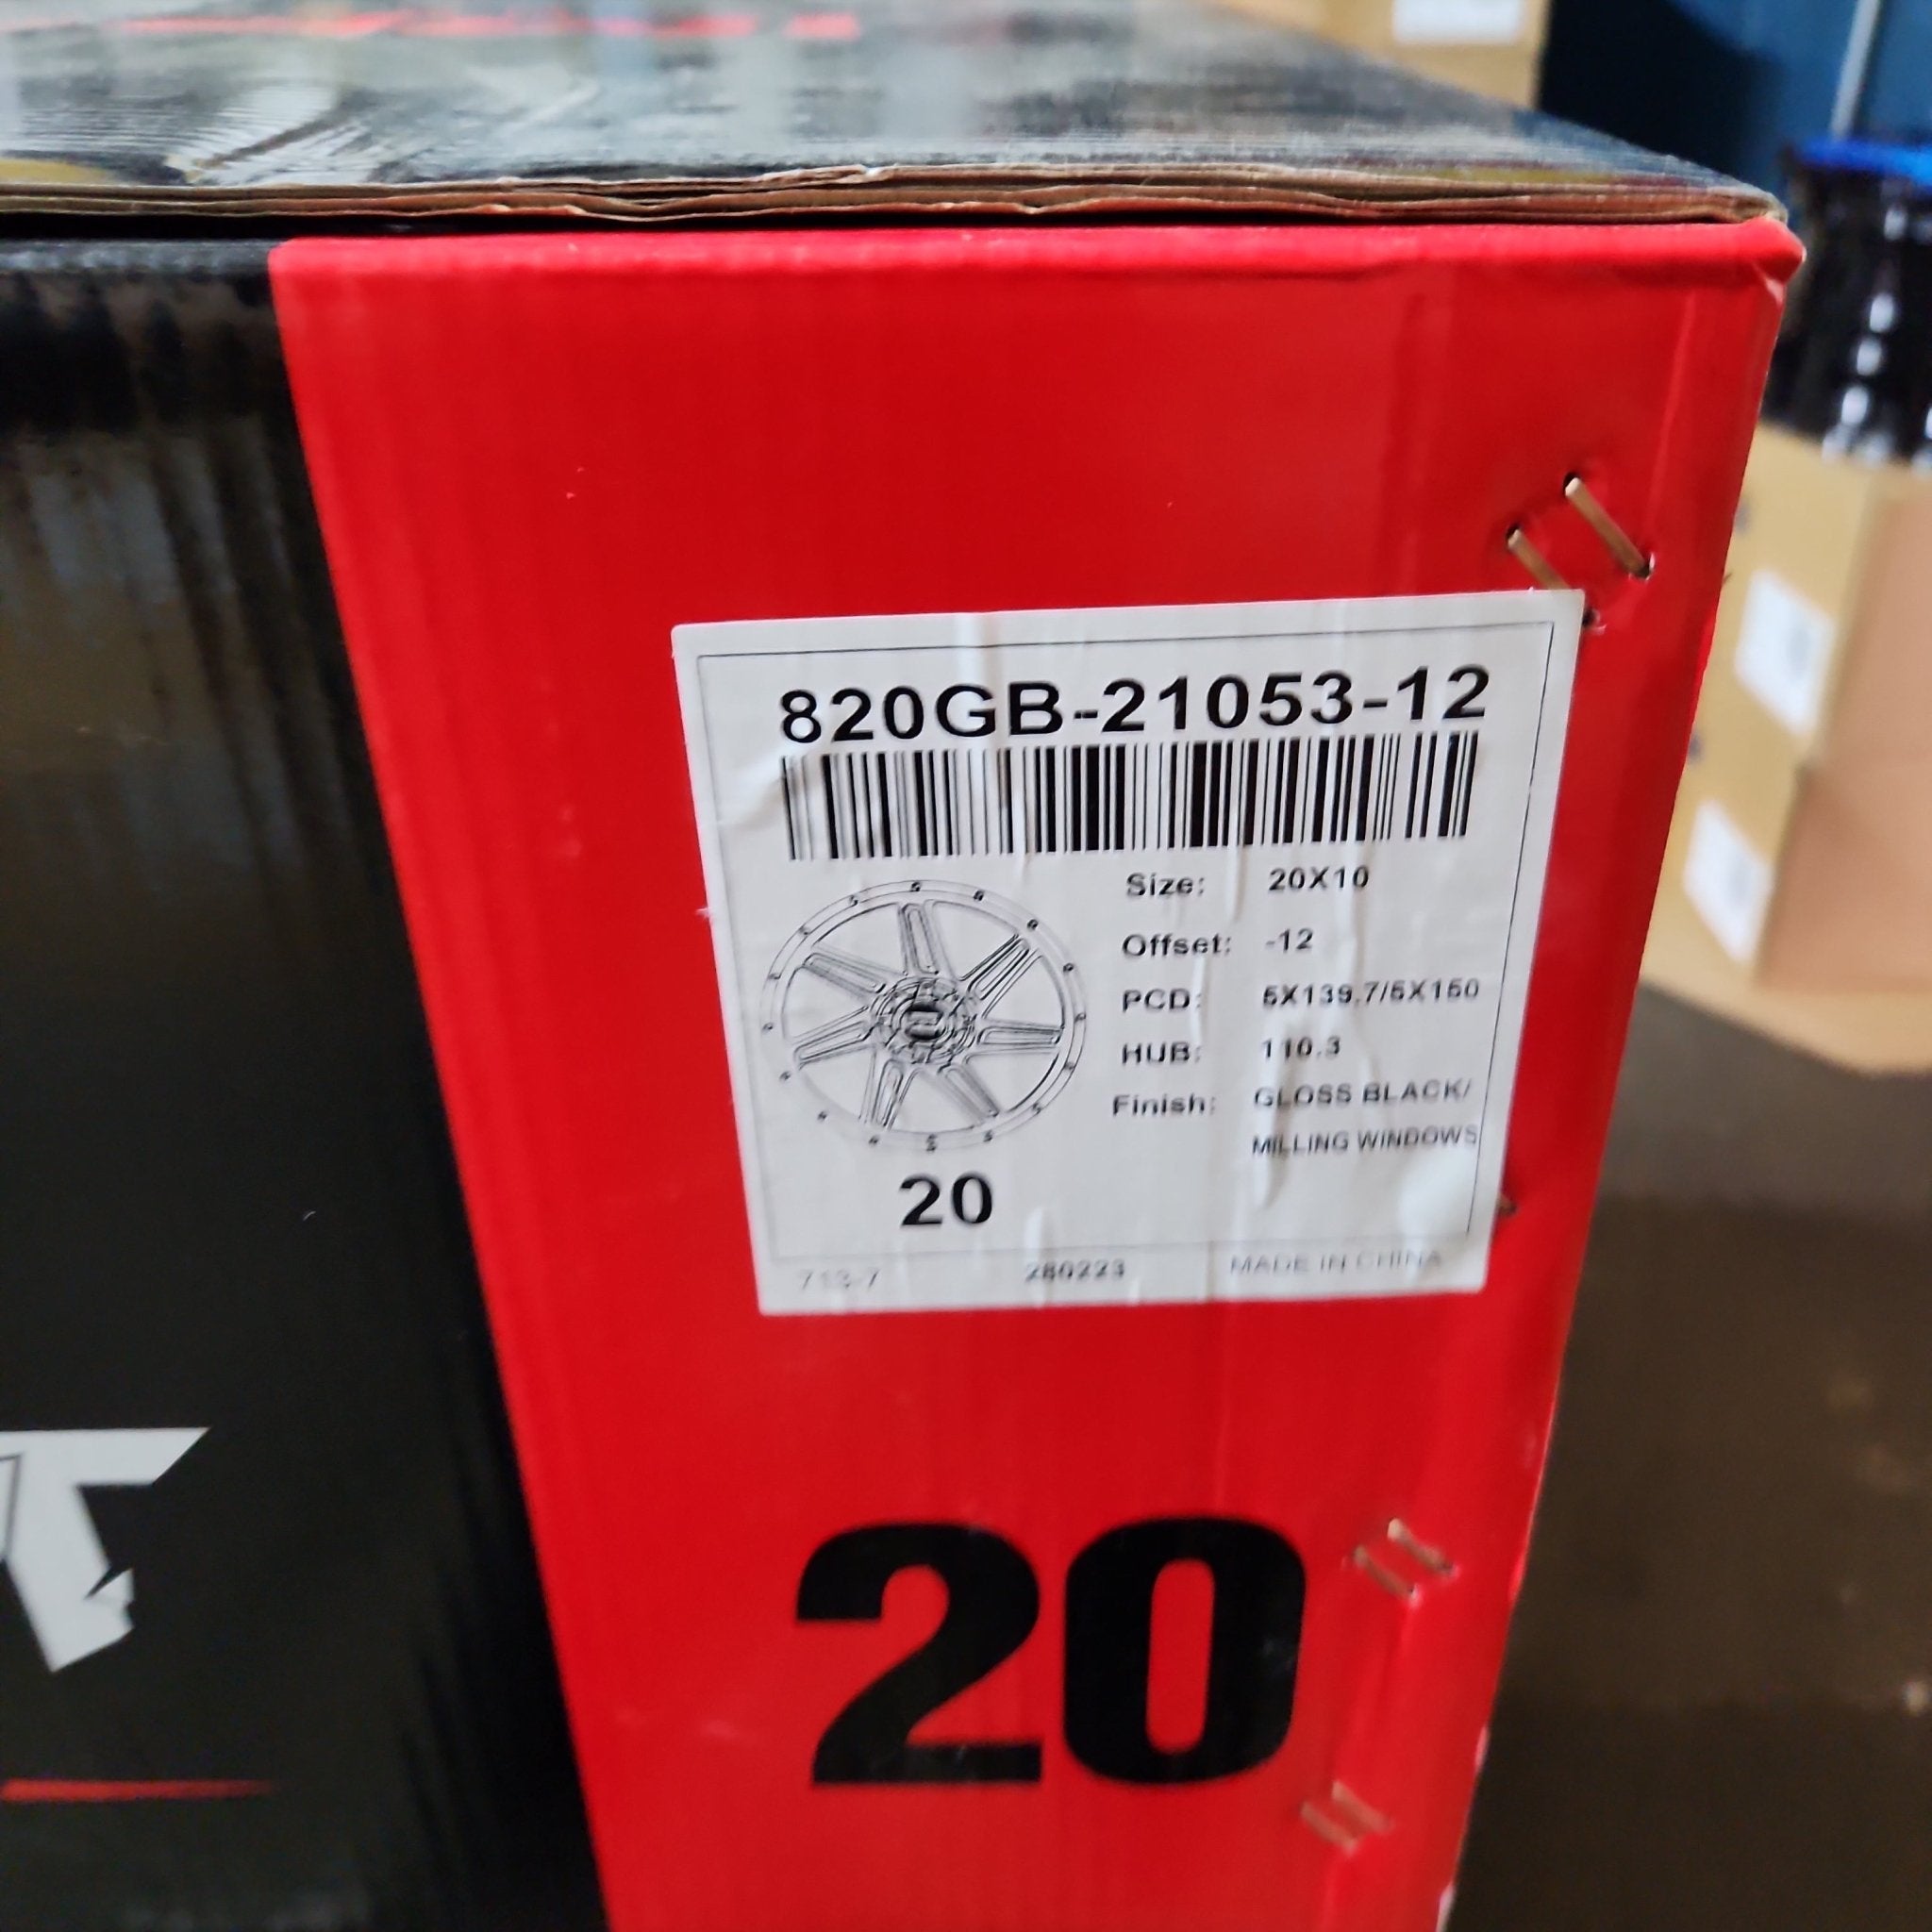 820GB-21053-12
Size: 20X10
Offset: -12
PCD: 5X139.7/5X150
HUB: 110.3
Finish: GLOSS BLACK/
MILLING WINDOWS
20
713-7 280223 MADE IN CHINA
T
20